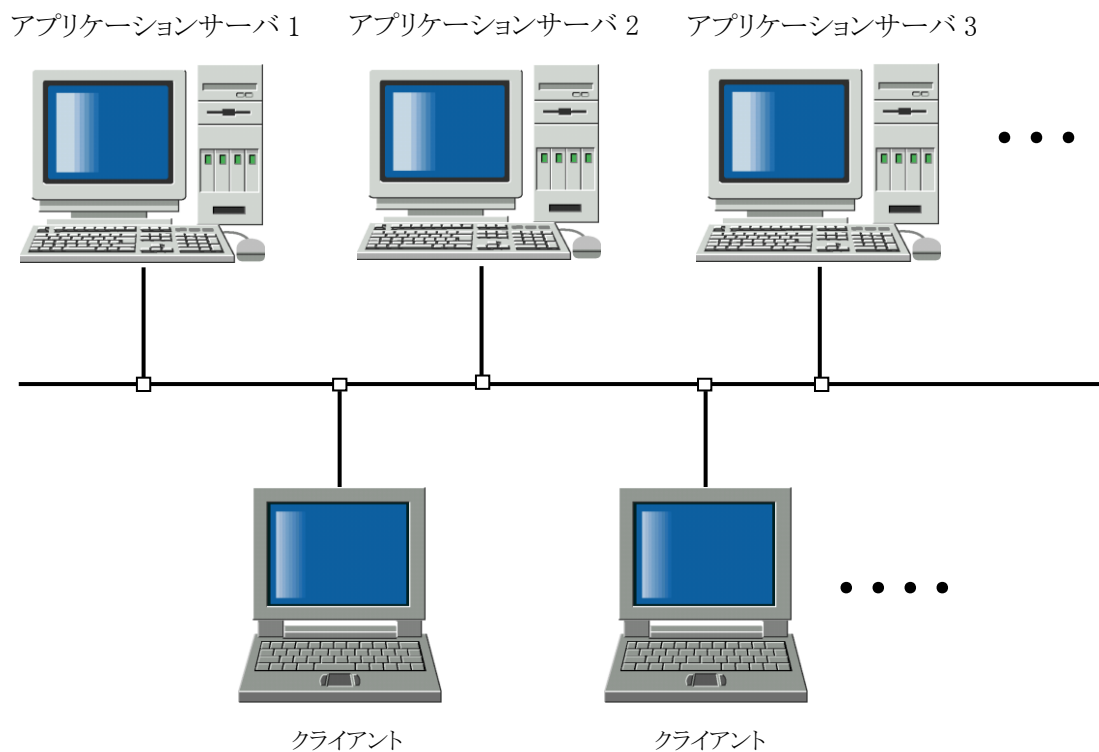 アプリケーションサーバ 1
アプリケーションサーバ 2
アプリケーションサーバ 3
・・・
・・・・
クライアント
クライアント